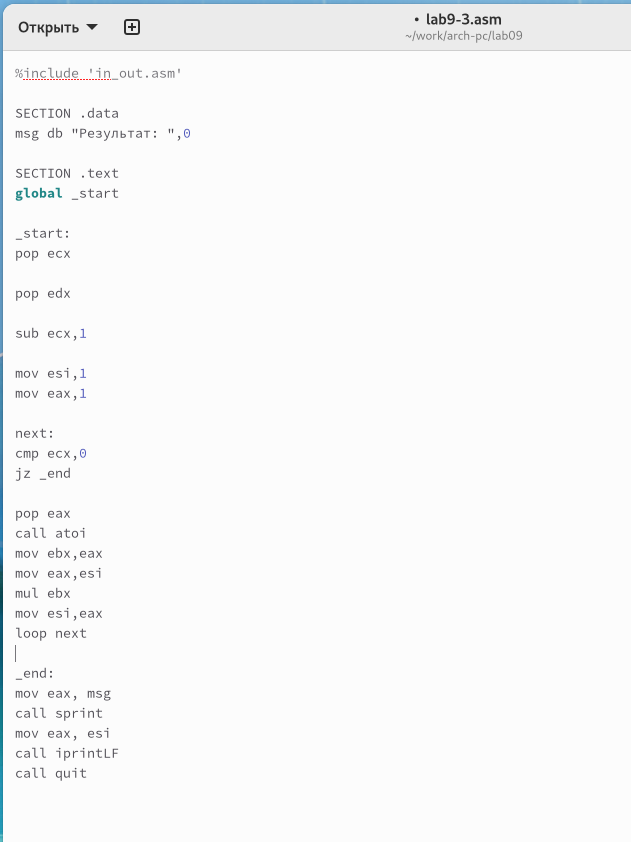 Открыть
• lab9-3.asm
~/work/arch-pc/lab09
%include 'in_out.asm'
SECTION .data
msg db "Результат: ",0
SECTION .text
global _start
_start:
pop ecx
pop edx
sub ecx,1
mov esi,1
mov eax,1
next:
cmp ecx,0
jz _end
pop eax
call atoi
mov ebx,eax
mov eax,esi
mul ebx
mov esi,eax
loop next
_end:
mov eax, msg
call sprint
mov eax, esi
call iprintLF
call quit